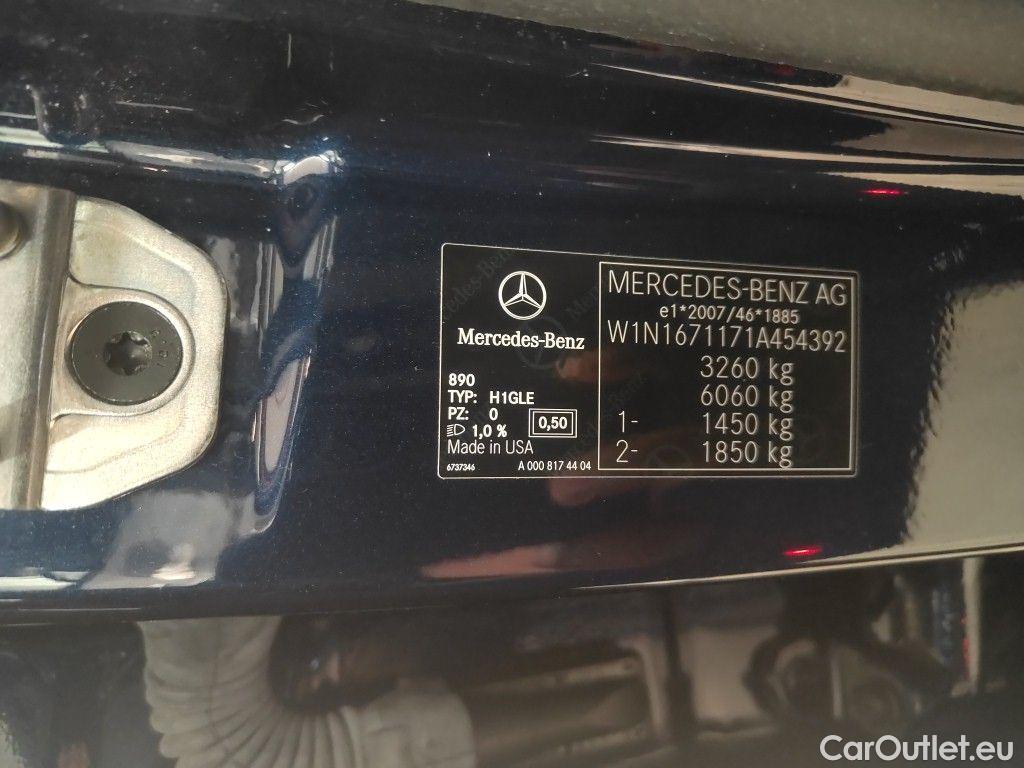 Mercedes-Benz
890
TYP: H1GLE
PZ: 0
1,0 %
0,50
Made in USA
6737346
A 000 817 44 04
MERCEDES-BENZ AG
e1*2007/46*1885
W1N1671171A454392
3260 kg
6060 kg
1- 1450 kg
2- 1850 kg
CarOutlet.eu